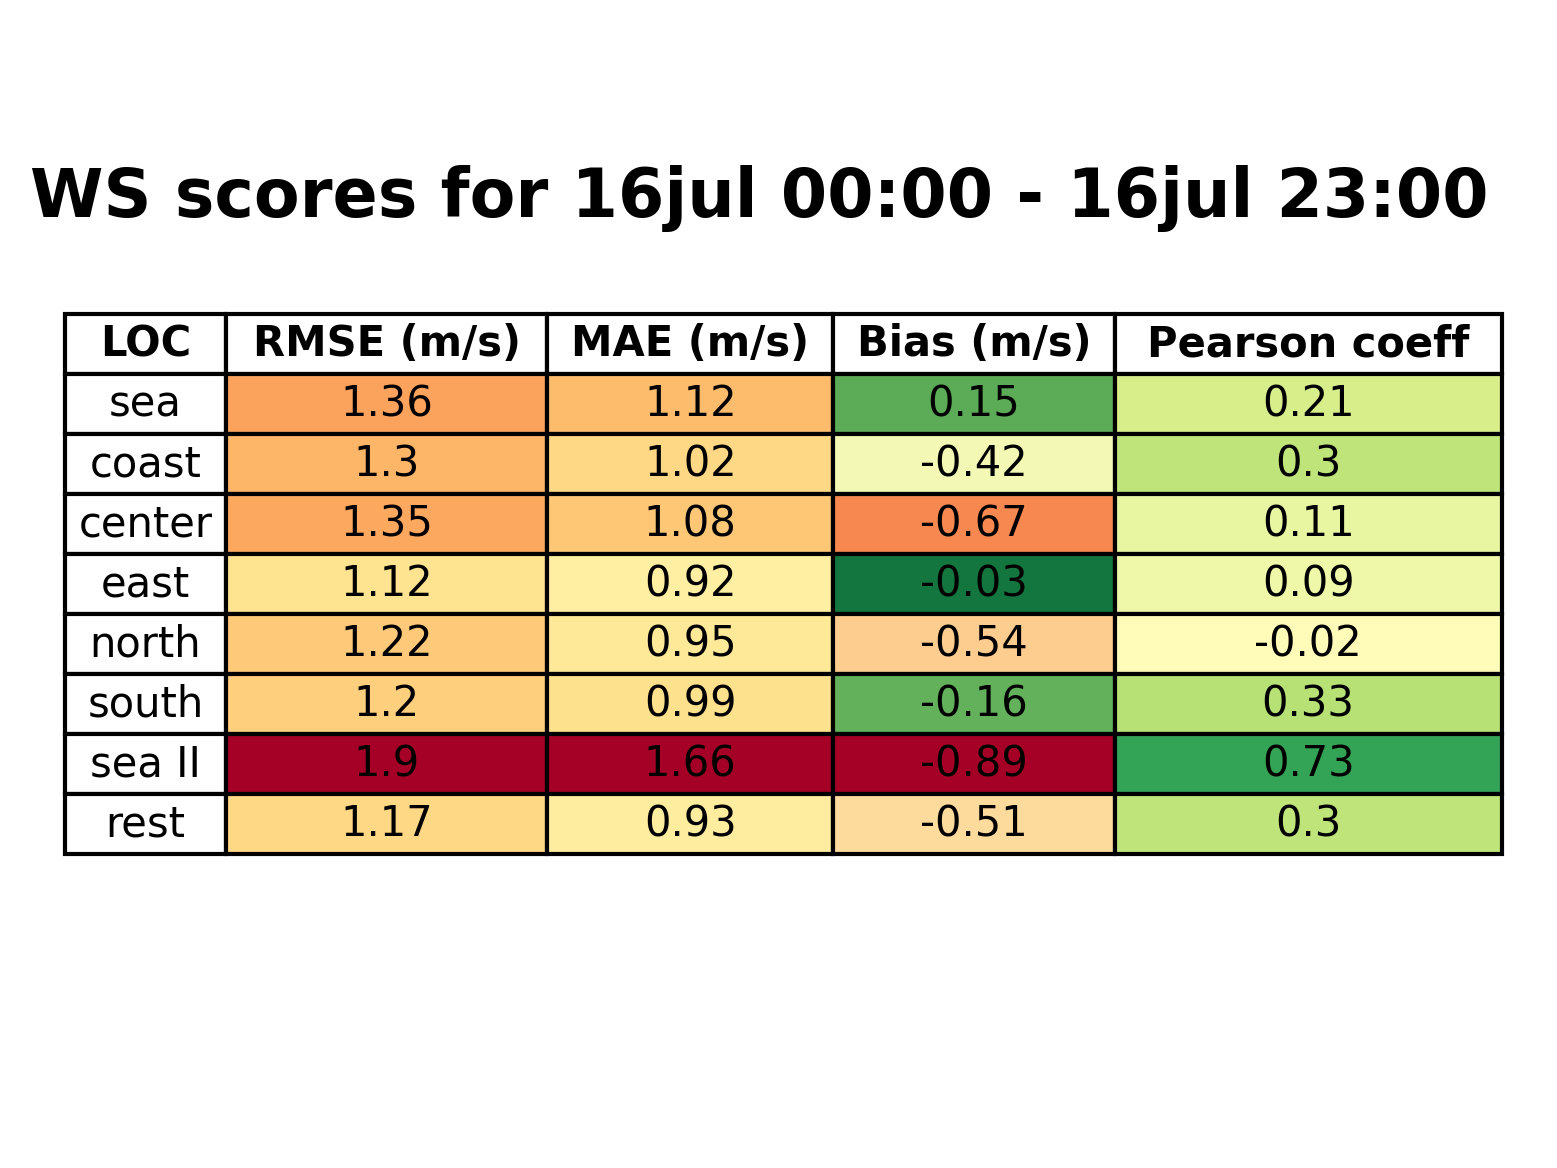 WS scores for 16jul 00:00 - 16jul 23:00
LOC RMSE (m/s) MAE (m/s) Bias (m/s) Pearson coeff
sea 1.36 1.12 0.15 0.21
coast 1.3 1.02 -0.42 0.3
center 1.35 1.08 -0.67 0.11
east 1.12 0.92 -0.03 0.09
north 1.22 0.95 -0.54 -0.02
south 1.2 0.99 -0.16 0.33
sea II 1.9 1.66 -0.89 0.73
rest 1.17 0.93 -0.51 0.3